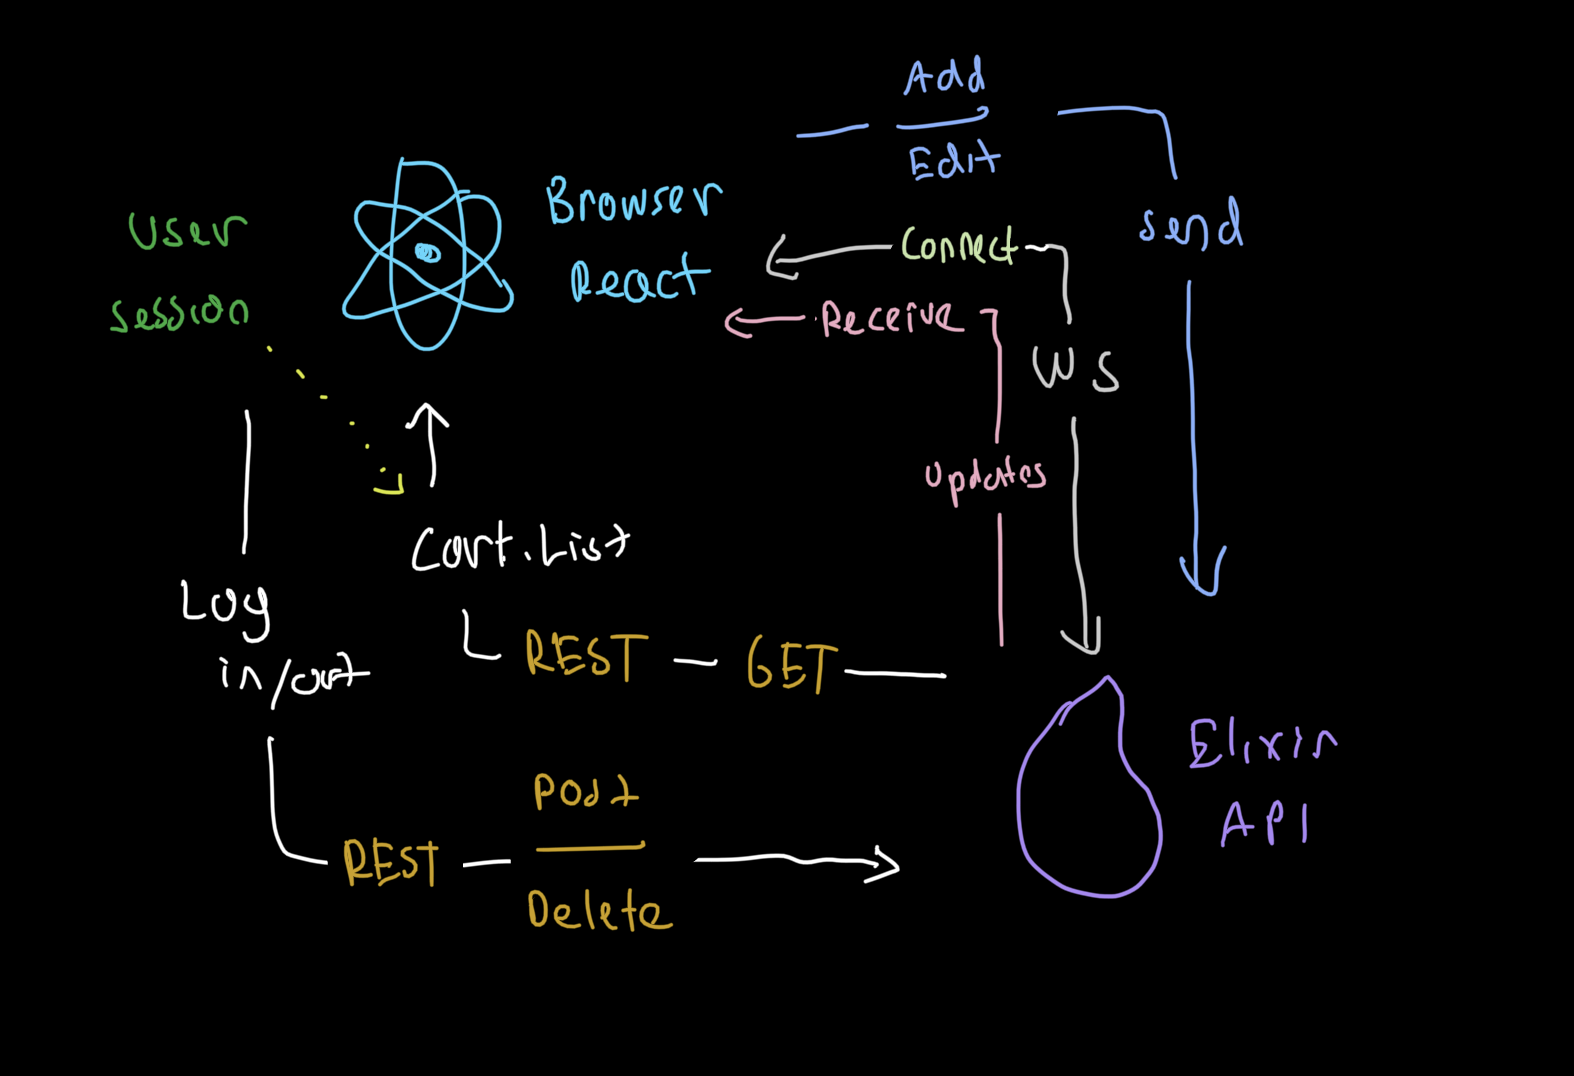 Add
Edit
Browser
React
User
session
Connect
send
Receive
WS
Updates
Cart.List
Log
in/out
REST
GET
Elixir
API
Post
REST
Delete